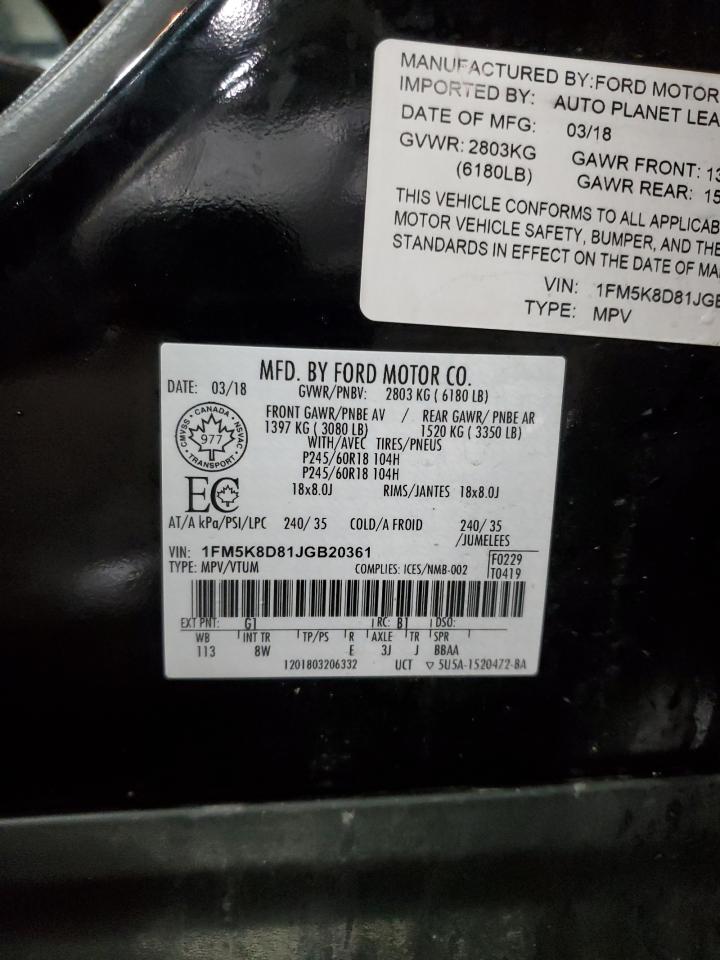 MANUFACTURED BY:FORD MOTOR
IMPORTED BY: AUTO PLANET LEA
DATE OF MFG: 03/18
GVWR: 2803KG GAWR FRONT: 13
(6180LB) GAWR REAR: 15
THIS VEHICLE CONFORMS TO ALL APPLICAB
MOTOR VEHICLE SAFETY, BUMPER, AND THE
STANDARDS IN EFFECT ON THE DATE OF MA
VIN: 1FM5K8D81JGB
TYPE: MPV
MFD. BY FORD MOTOR CO.
DATE: 03/18 GVWR/PNBV: 2803 KG ( 6180 LB)
FRONT GAWR/PNBE AV / REAR GAWR/ PNBE AR
1397 KG ( 3080 LB) 1520 KG ( 3350 LB)
WITH/AVEC TIRES/PNEUS
P245/60R18 104H
P245/60R18 104H
18x8.0J RIMS/JANTES 18x8.0J
CANADA
CMVSS 977 NSVAC
TRANSPORT
EC
AT/A kPa/PSI/LPC 240/ 35 COLD/A FROID 240/ 35
/JUMELEES
VIN: 1FM5K8D81JGB20361 F0229
TYPE: MPV/VTUM COMPLIES: ICES/NMB-002 T0419
EXT PNT: G1 RC: B1 DSO:
WB INT TR TP/PS R AXLE TR SPR
113 8W E 3J J BBAA
1201803206332 UCT ▽ 5U5A-1520472-8A